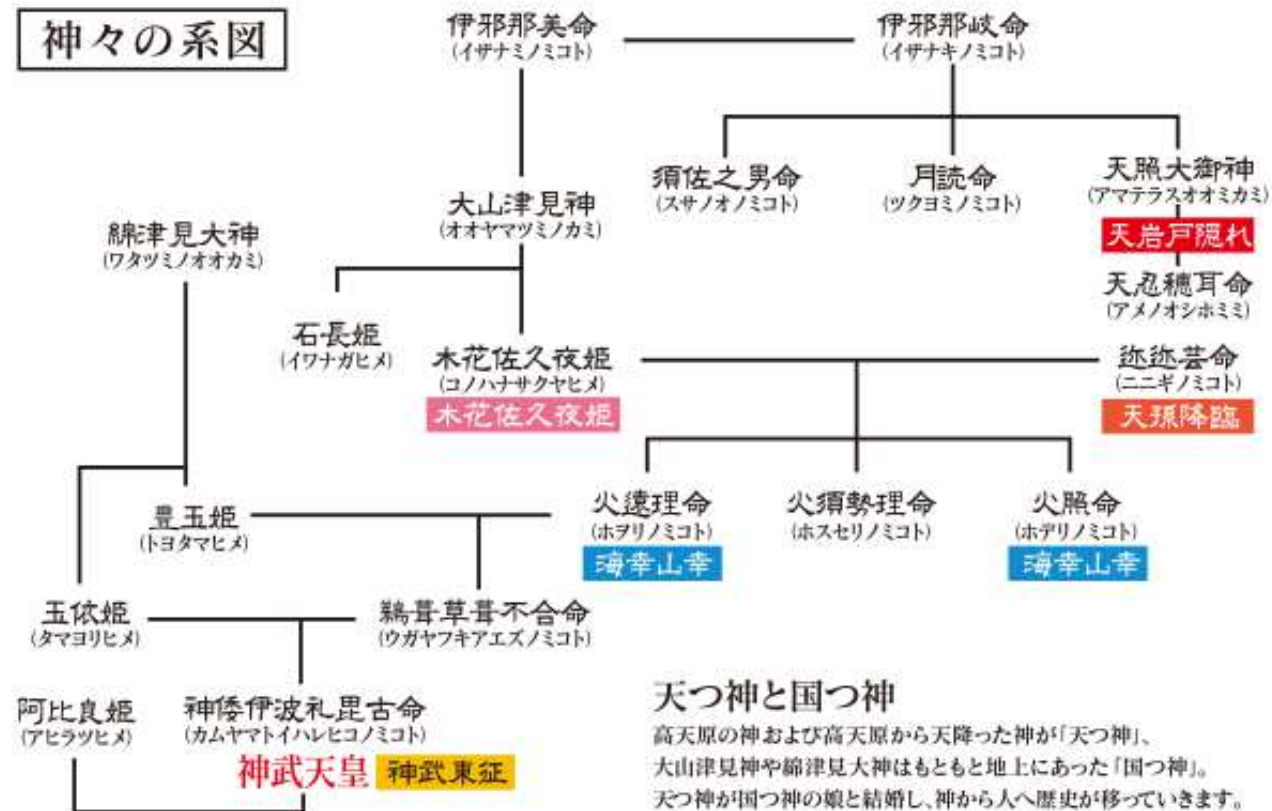 神々の系図
伊邪那美命
(イザナミノミコト)
伊邪那岐命
(イザナキノミコト)
須佐之男命
(スサノオノミコト)
月読命
(ツクヨミノミコト)
天照大御神
(アマテラスオオミカミ)
天岩戸隠れ
天忍穂耳命
(アメノオシホミミ)
大山津見神
(オオヤマツミノカミ)
綿津見大神
(ワタツミノオオカミ)
石長姫
(イワナガヒメ)
木花佐久夜姫
(コノハナサクヤヒメ)
木花佐久夜姫
迩迩芸命
(ニニギノミコト)
天孫降臨
豊玉姫
(トヨタマヒメ)
火遠理命
(ホヲリノミコト)
海幸山幸
火須勢理命
(ホスセリノミコト)
火照命
(ホデリノミコト)
海幸山幸
玉依姫
(タマヨリヒメ)
鵜葺草葺不合命
(ウガヤフキアエズノミコト)
阿比良姫
(アヒラツヒメ)
神倭伊波礼毘古命
(カムヤマトイハレヒコノミコト)
神武天皇 神武東征
天つ神と国つ神
高天原の神および高天原から天降った神が「天つ神」、
大山津見神や綿津見大神はもともと地上にあった「国つ神」。
天つ神が国つ神の娘と結婚し、神から人へ歴史が移っていきます。